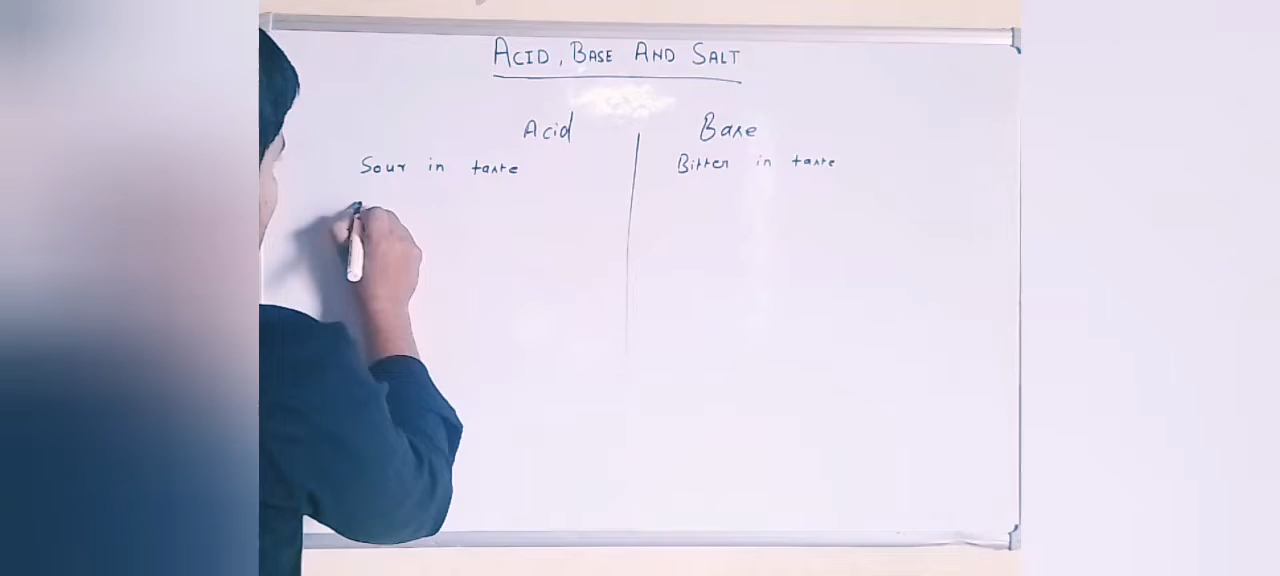 ACID, BASE AND SALT
Acid
Base
Sour in taste
Bitter in taste